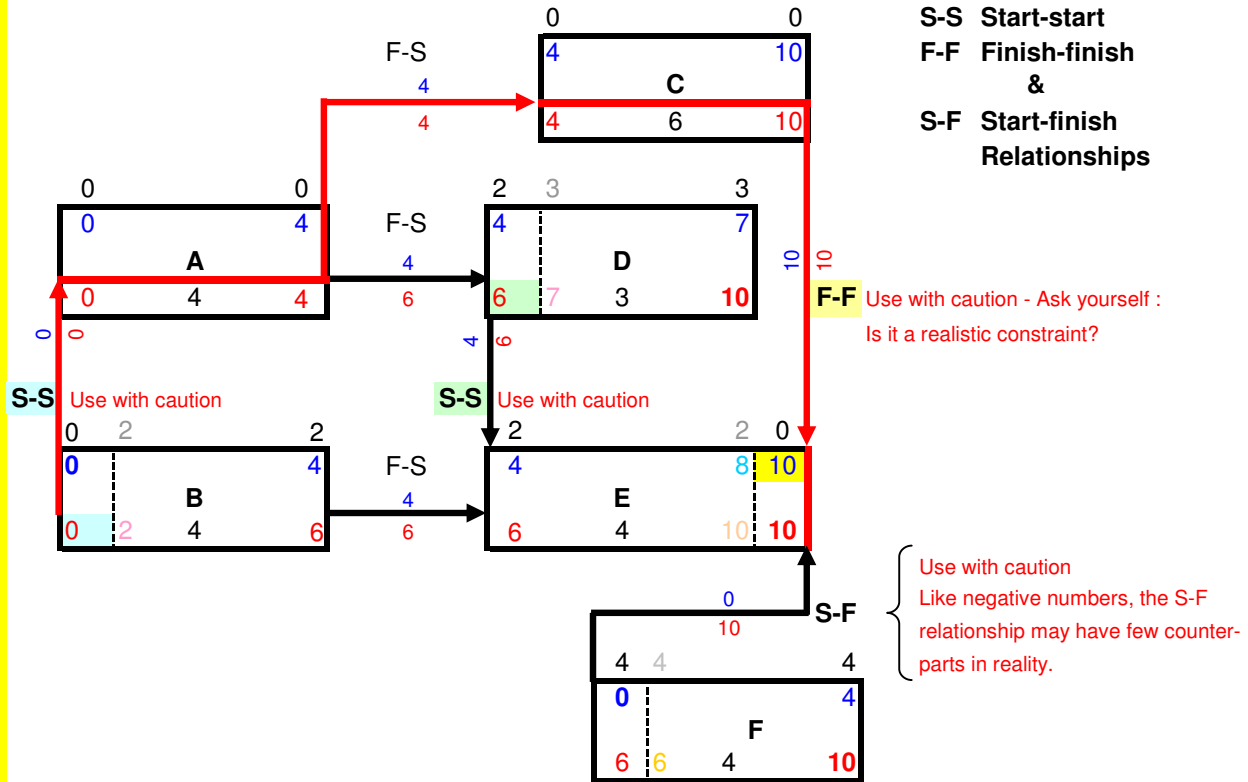 0 0
S-S Start-start
F-S
4 10
F-F Finish-finish
4
C
&
4
4 6 10
S-F Start-finish
Relationships
0 0
2 3 3
0 4
F-S
4 7
A
4
D
10 10
0 4 4
6
6 7 3 10
F-F Use with caution - Ask yourself :
Is it a realistic constraint?
0 0
4 6
S-S Use with caution
S-S Use with caution
0 2 2
2 2 0
0 4
F-S
4 8 10
B
4
E
0 2 4 6
6
6 4 10 10
Use with caution
0
S-F
Like negative numbers, the S-F
10
relationship may have few counter-
parts in reality.
4 4 4
0 4
F
6 6 4 10